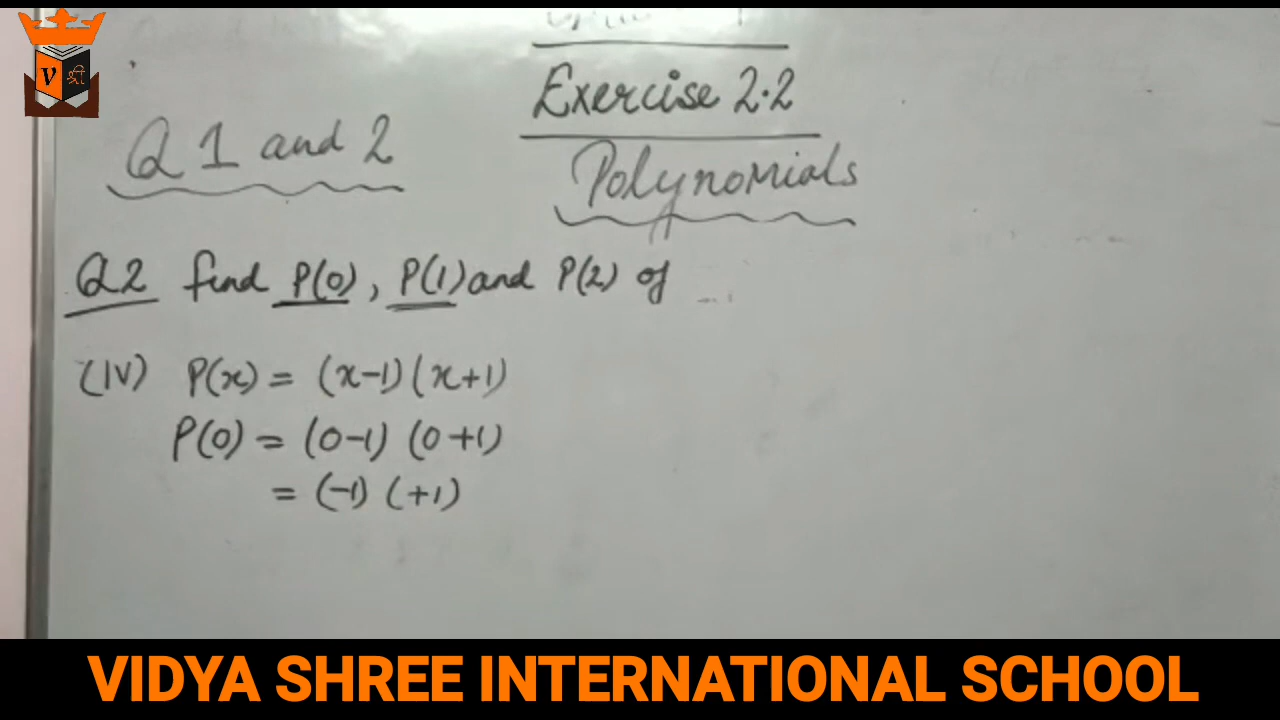 V श्री
Exercise 2.2
Q 1 and 2
Polynomials
Q2 find P(0), P(1) and P(2) of
(IV) P(x) = (x-1) (x+1)
P(0) = (0-1) (0+1)
= (-1) (+1)
VIDYA SHREE INTERNATIONAL SCHOOL